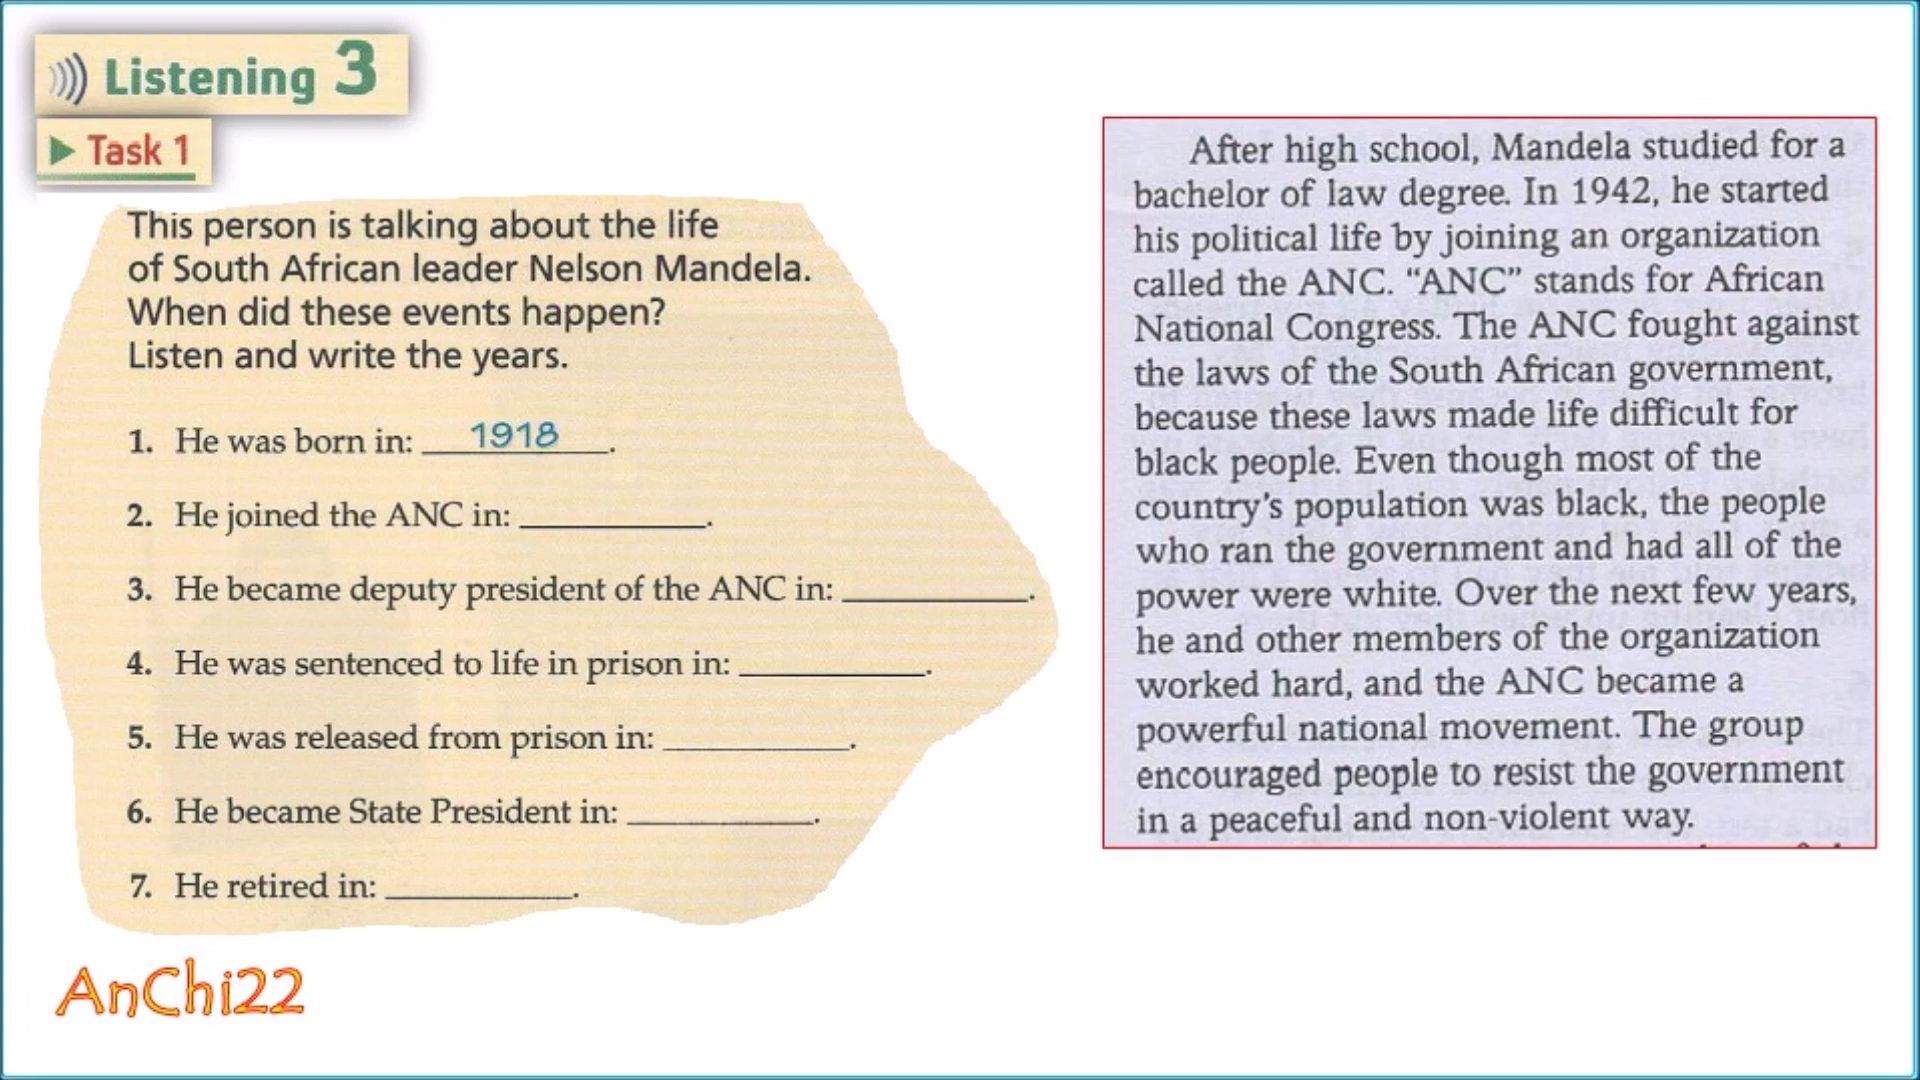 Listening 3
Task 1
This person is talking about the life
of South African leader Nelson Mandela.
When did these events happen?
Listen and write the years.
1. He was born in: 1918.
2. He joined the ANC in: ____________.
3. He became deputy president of the ANC in: ____________.
4. He was sentenced to life in prison in: ____________.
5. He was released from prison in: ____________.
6. He became State President in: ____________.
7. He retired in: ____________.
AnChi22
After high school, Mandela studied for a
bachelor of law degree. In 1942, he started
his political life by joining an organization
called the ANC. “ANC” stands for African
National Congress. The ANC fought against
the laws of the South African government,
because these laws made life difficult for
black people. Even though most of the
country’s population was black, the people
who ran the government and had all of the
power were white. Over the next few years,
he and other members of the organization
worked hard, and the ANC became a
powerful national movement. The group
encouraged people to resist the government
in a peaceful and non-violent way.